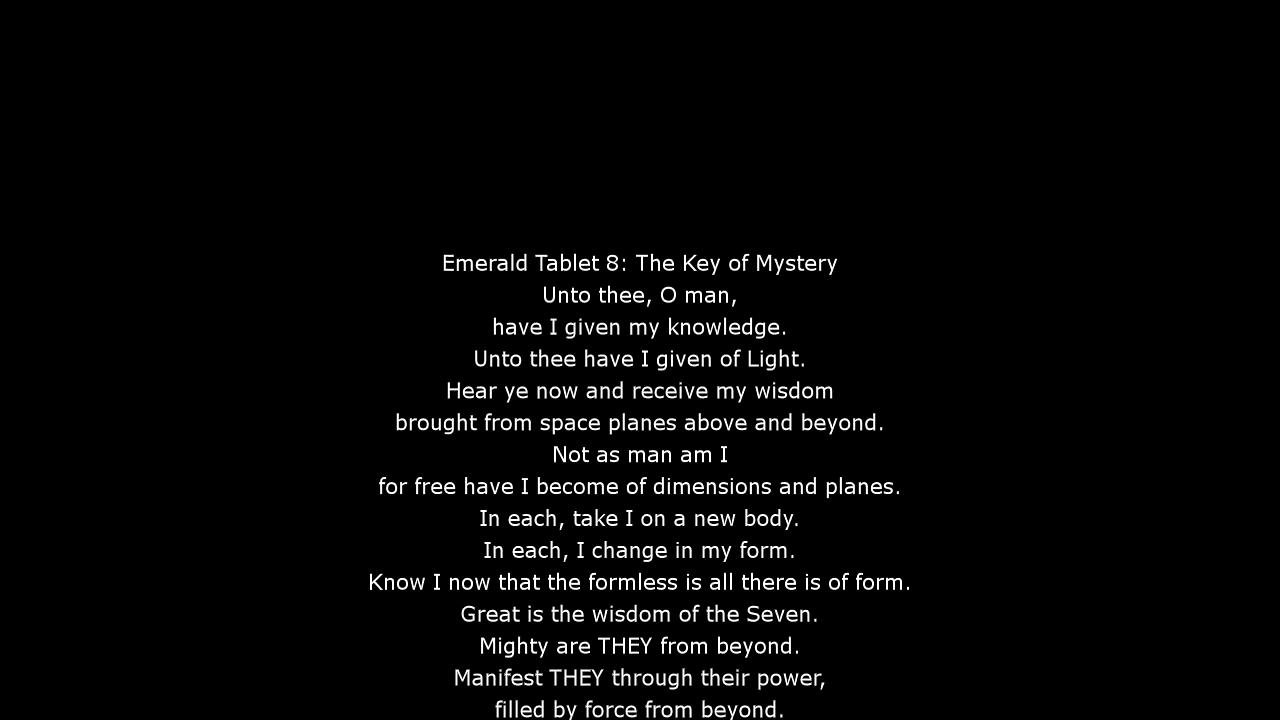 Emerald Tablet 8: The Key of Mystery
Unto thee, O man,
have I given my knowledge.
Unto thee have I given of Light.
Hear ye now and receive my wisdom
brought from space planes above and beyond.
Not as man am I
for free have I become of dimensions and planes.
In each, take I on a new body.
In each, I change in my form.
Know I now that the formless is all there is of form.
Great is the wisdom of the Seven.
Mighty are THEY from beyond.
Manifest THEY through their power,
filled by force from beyond.